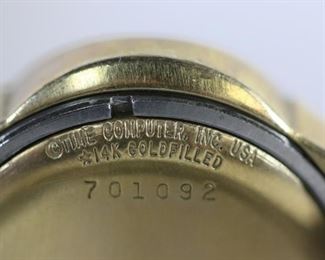 ©TIME COMPUTER, INC. USA
☆14K GOLDFILLED
701092